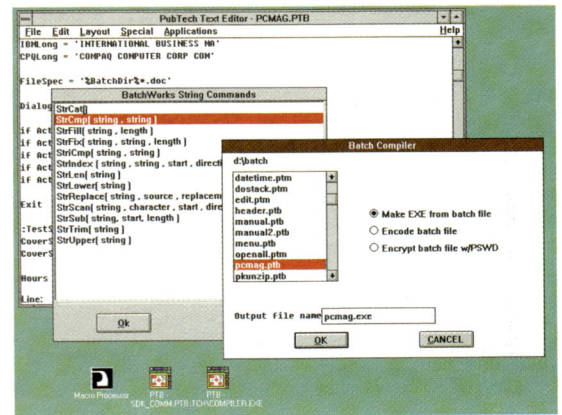 PubTech Text Editor - PCMAG.PTB
File Edit Layout Special Applications Help
IBMLong = 'INTERNATIONAL BUSINESS MA'
CPQLong = 'COMPAQ COMPUTER CORP COM'
FileSpec = '%BatchDir%*.doc'
Dialog
if Act
if Act
if Act
if Act
if Act
Exit
:TestS
CoverS
CoverS
Hours
Line:
BatchWorks String Commands
StrCat()
StrCmp( string , string )
StrFill( string , length )
StrFix( string , string , length )
StriCmp( string , string )
StrIndex ( string , string , start , directi
StrLen( string )
StrLower( string )
StrReplace( string , source , replacem
StrScan( string , character , start , dire
StrSub( string, start, length )
StrTrim( string )
StrUpper( string )
Ok
Batch Compiler
d:\batch
datetime.ptm
dostack.ptm
edit.ptm
header.ptb
manual.ptb
manual2.ptb
menu.ptb
openall.ptm
pcmag.ptb
pkunzip.ptb
Make EXE from batch file
Encode batch file
Encrypt batch file w/PSWD
Output file name pcmag.exe
OK
CANCEL
Macro Processor
PTB - SDK_COMM.PTB
PTB - .TCH\COMPILER.EXE